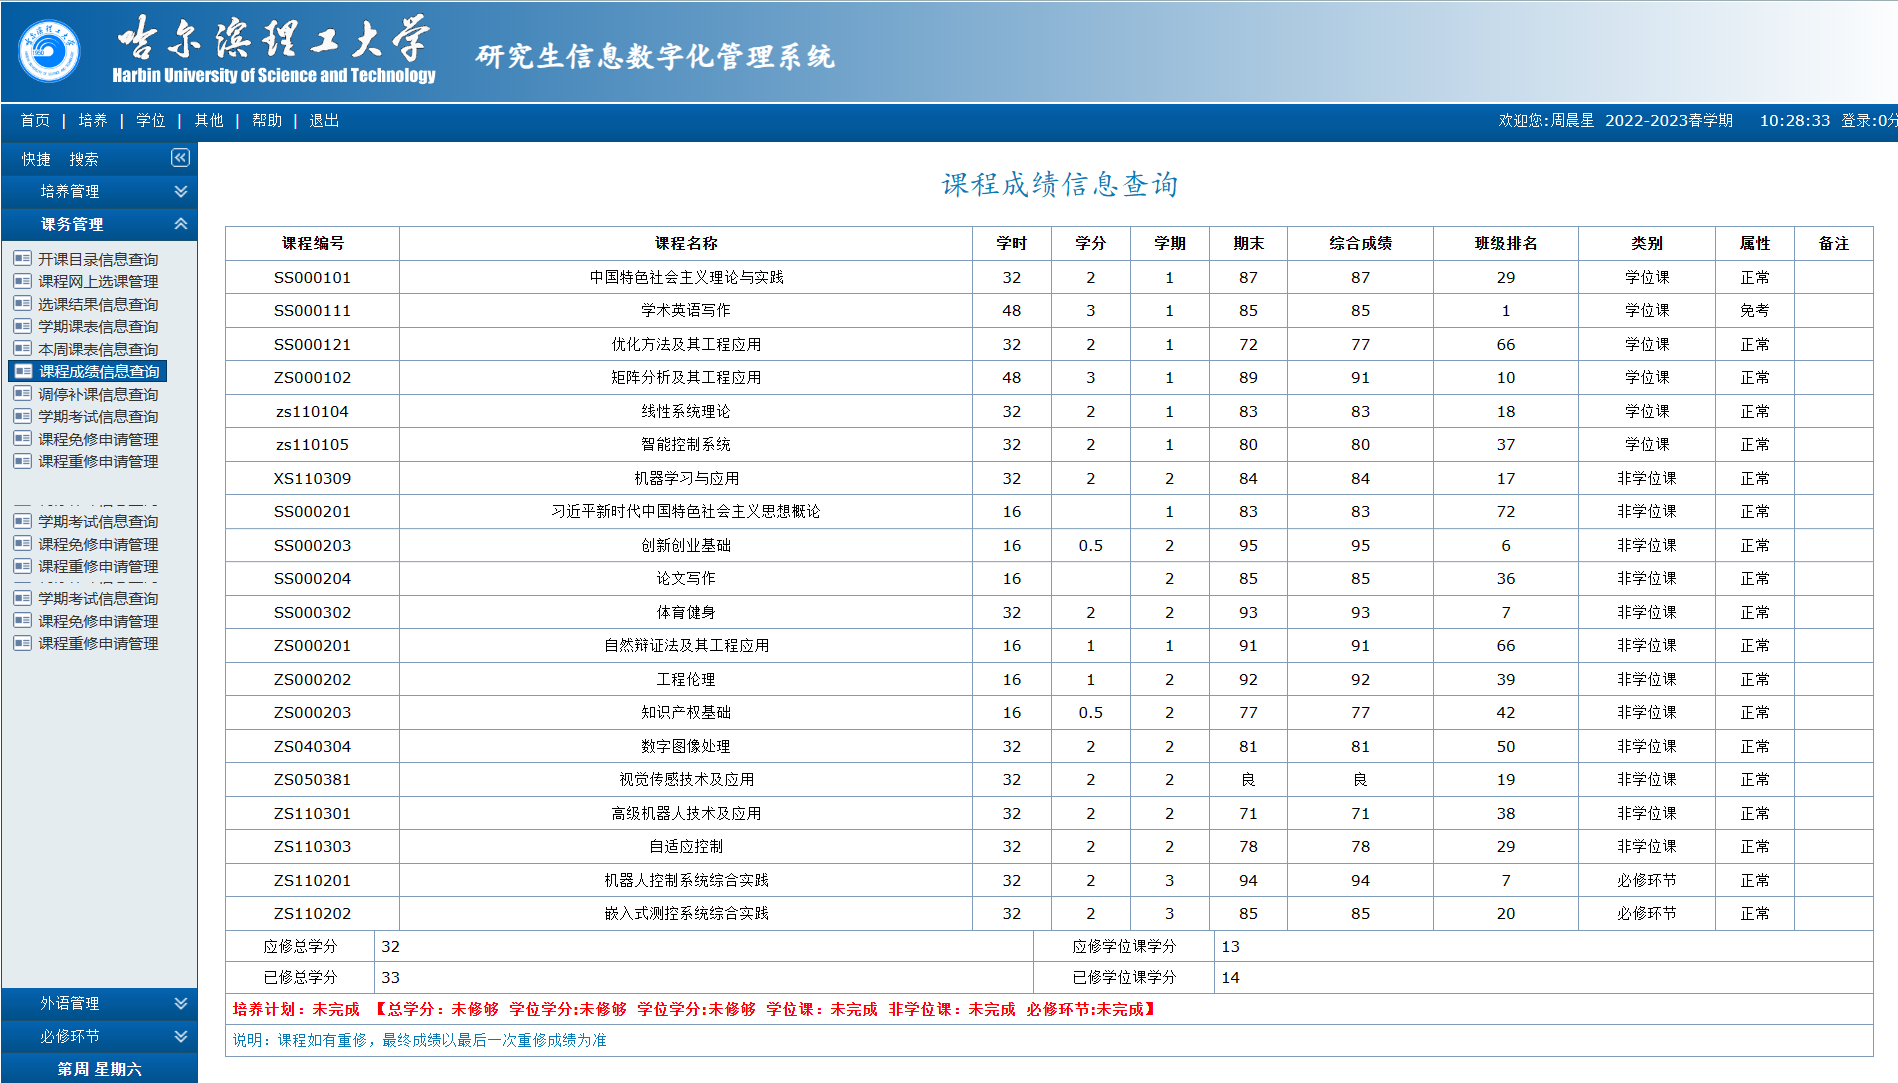 哈尔滨理工大学
Harbin University of Science and Technology
研究生信息数字化管理系统
首页 | 培养 | 学位 | 其他 | 帮助 | 退出
欢迎您:周晨星 2022-2023春学期 10:28:33 登录:0分
快捷 搜索
培养管理
课务管理
开课目录信息查询
课程网上选课管理
选课结果信息查询
学期课表信息查询
本周课表信息查询
课程成绩信息查询
调停补课信息查询
学期考试信息查询
课程免修申请管理
课程重修申请管理
学期考试信息查询
课程免修申请管理
课程重修申请管理
学期考试信息查询
课程免修申请管理
课程重修申请管理
外语管理
必修环节
第周 星期六
课程成绩信息查询
课程编号 课程名称 学时 学分 学期 期末 综合成绩 班级排名 类别 属性 备注
SS000101 中国特色社会主义理论与实践 32 2 1 87 87 29 学位课 正常
SS000111 学术英语写作 48 3 1 85 85 1 学位课 免考
SS000121 优化方法及其工程应用 32 2 1 72 77 66 学位课 正常
ZS000102 矩阵分析及其工程应用 48 3 1 89 91 10 学位课 正常
zs110104 线性系统理论 32 2 1 83 83 18 学位课 正常
zs110105 智能控制系统 32 2 1 80 80 37 学位课 正常
XS110309 机器学习与应用 32 2 2 84 84 17 非学位课 正常
SS000201 习近平新时代中国特色社会主义思想概论 16 1 83 83 72 非学位课 正常
SS000203 创新创业基础 16 0.5 2 95 95 6 非学位课 正常
SS000204 论文写作 16 2 85 85 36 非学位课 正常
SS000302 体育健身 32 2 2 93 93 7 非学位课 正常
ZS000201 自然辩证法及其工程应用 16 1 1 91 91 66 非学位课 正常
ZS000202 工程伦理 16 1 2 92 92 39 非学位课 正常
ZS000203 知识产权基础 16 0.5 2 77 77 42 非学位课 正常
ZS040304 数字图像处理 32 2 2 81 81 50 非学位课 正常
ZS050381 视觉传感技术及应用 32 2 2 良 良 19 非学位课 正常
ZS110301 高级机器人技术及应用 32 2 2 71 71 38 非学位课 正常
ZS110303 自适应控制 32 2 2 78 78 29 非学位课 正常
ZS110201 机器人控制系统综合实践 32 2 3 94 94 7 必修环节 正常
ZS110202 嵌入式测控系统综合实践 32 2 3 85 85 20 必修环节 正常
应修总学分 32 应修学位课学分 13
已修总学分 33 已修学位课学分 14
培养计划：未完成 【总学分：未修够 学位学分:未修够 学位学分:未修够 学位课：未完成 非学位课：未完成 必修环节:未完成】
说明：课程如有重修，最终成绩以最后一次重修成绩为准